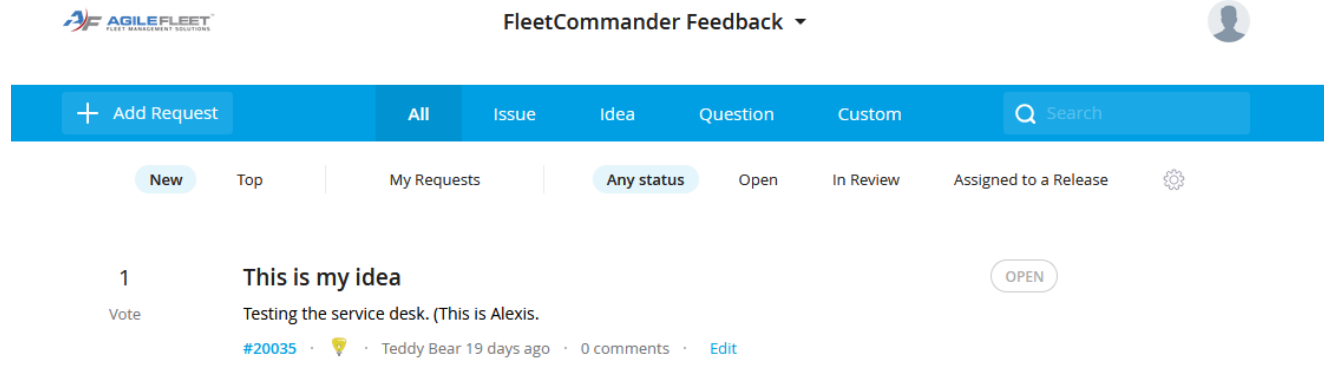 AGILEFLEET
FLEET MANAGEMENT SOLUTIONS
FleetCommander Feedback
Add Request
All
Issue
Idea
Question
Custom
Search
New
Top
My Requests
Any status
Open
In Review
Assigned to a Release
1
Vote
This is my idea
OPEN
Testing the service desk. (This is Alexis.
#20035 · · Teddy Bear 19 days ago · 0 comments · Edit